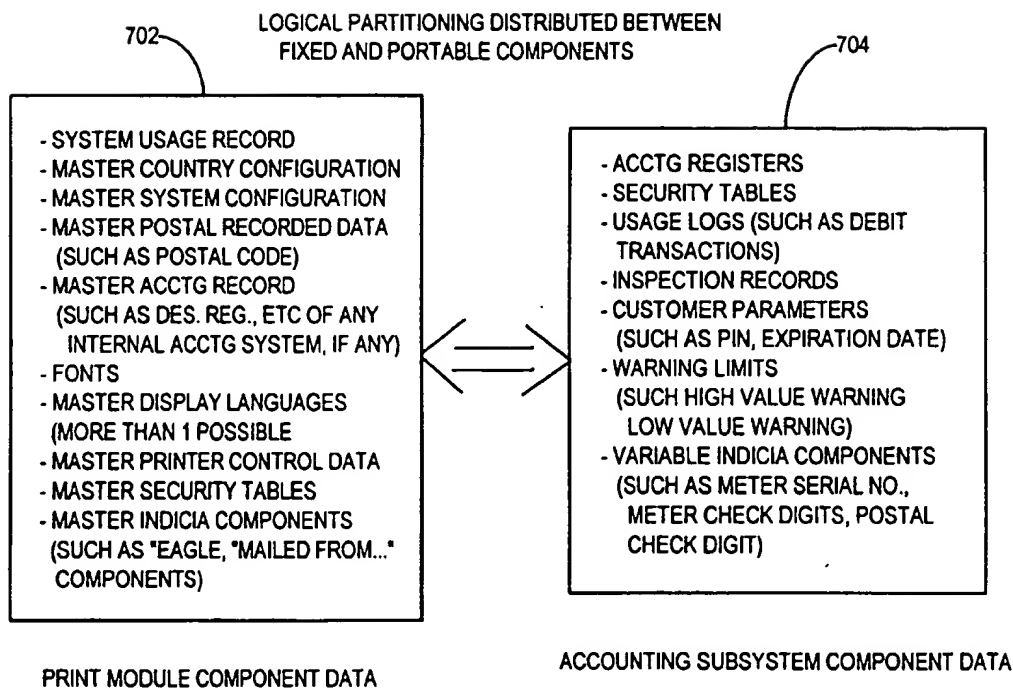 LOGICAL PARTITIONING DISTRIBUTED BETWEEN
FIXED AND PORTABLE COMPONENTS
702
- SYSTEM USAGE RECORD
- MASTER COUNTRY CONFIGURATION
- MASTER SYSTEM CONFIGURATION
- MASTER POSTAL RECORDED DATA
(SUCH AS POSTAL CODE)
- MASTER ACCTG RECORD
(SUCH AS DES. REG., ETC OF ANY
INTERNAL ACCTG SYSTEM, IF ANY)
- FONTS
- MASTER DISPLAY LANGUAGES
(MORE THAN 1 POSSIBLE
- MASTER PRINTER CONTROL DATA
- MASTER SECURITY TABLES
- MASTER INDICIA COMPONENTS
(SUCH AS "EAGLE, "MAILED FROM..."
COMPONENTS)
PRINT MODULE COMPONENT DATA
704
- ACCTG REGISTERS
- SECURITY TABLES
- USAGE LOGS (SUCH AS DEBIT
TRANSACTIONS)
- INSPECTION RECORDS
- CUSTOMER PARAMETERS
(SUCH AS PIN, EXPIRATION DATE)
- WARNING LIMITS
(SUCH HIGH VALUE WARNING
LOW VALUE WARNING)
- VARIABLE INDICIA COMPONENTS
(SUCH AS METER SERIAL NO.,
METER CHECK DIGITS, POSTAL
CHECK DIGIT)
ACCOUNTING SUBSYSTEM COMPONENT DATA